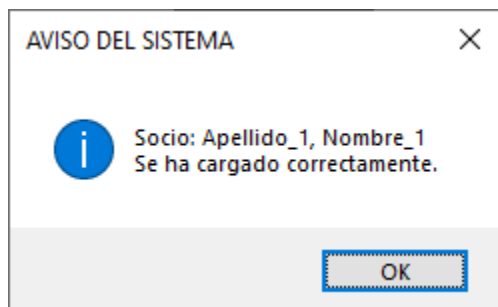 AVISO DEL SISTEMA
Socio: Apellido_1, Nombre_1
Se ha cargado correctamente.
OK